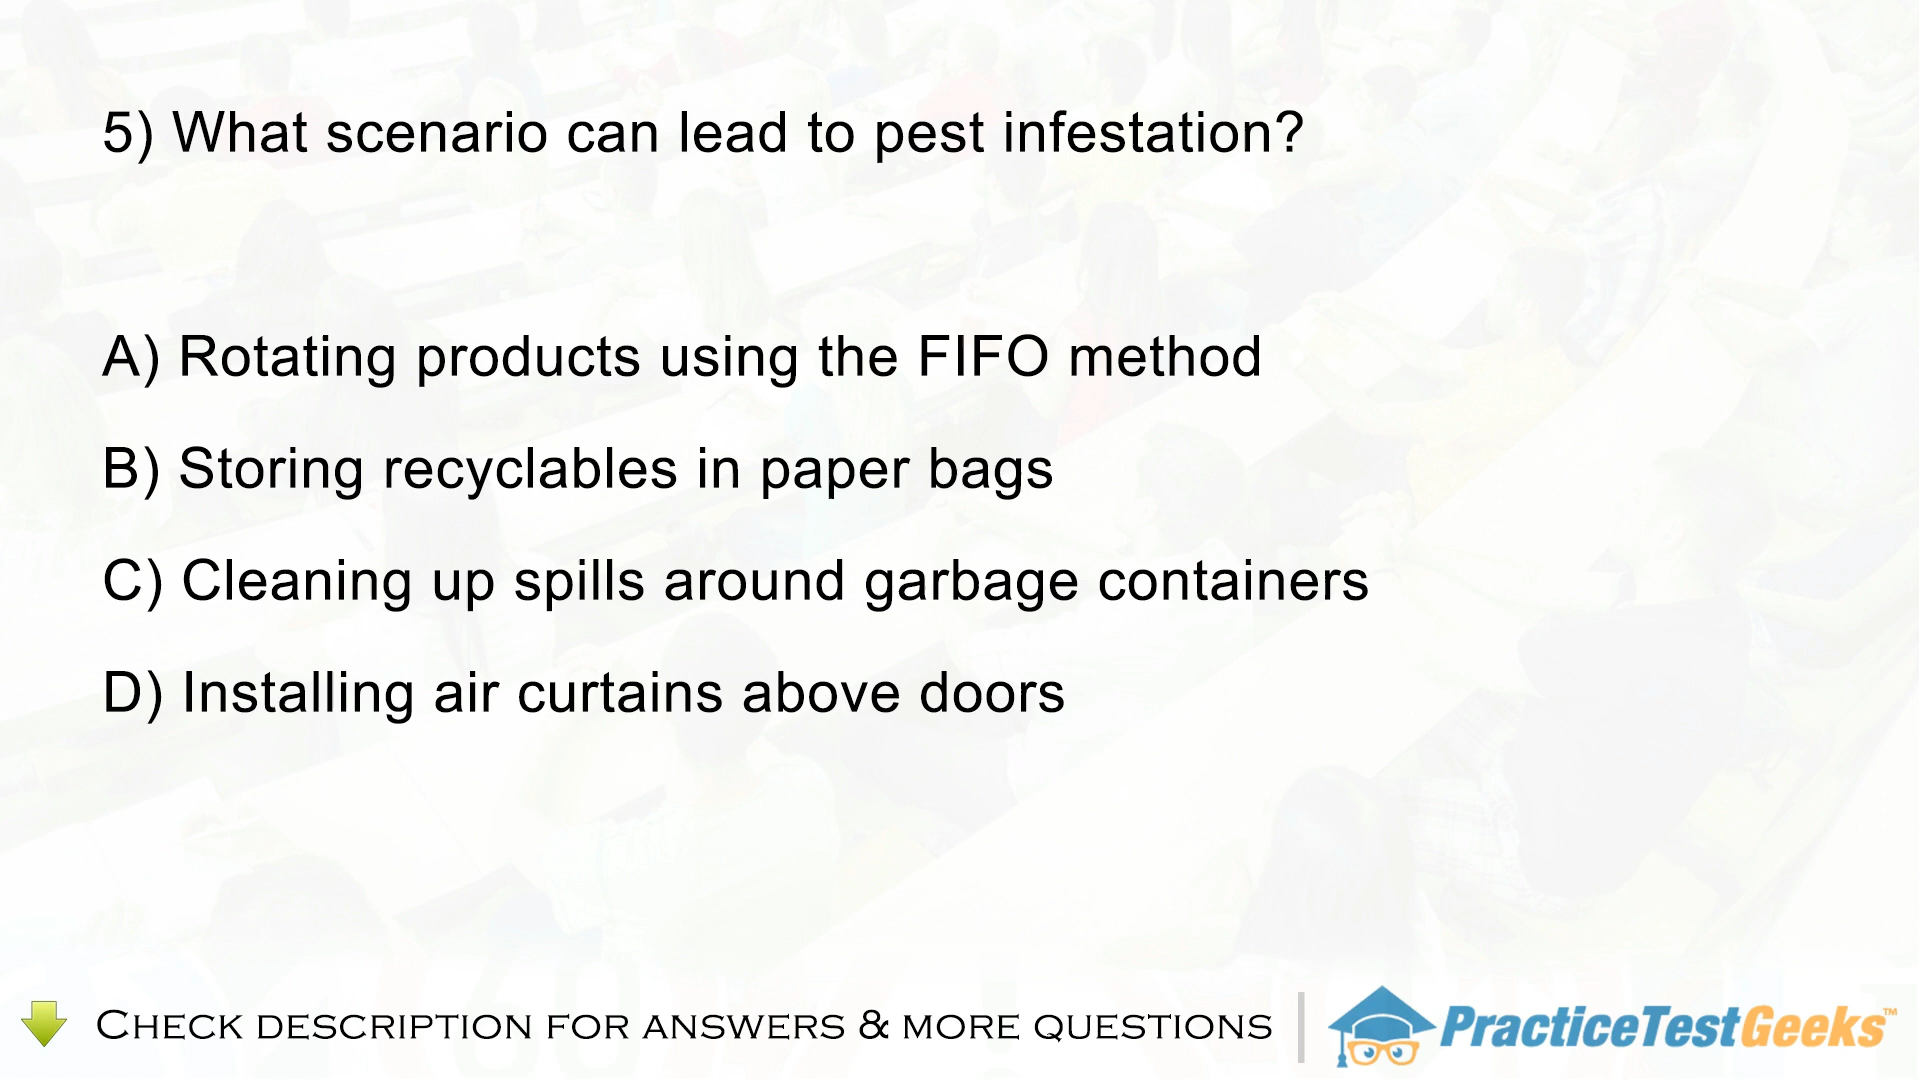 5) What scenario can lead to pest infestation?
A) Rotating products using the FIFO method
B) Storing recyclables in paper bags
C) Cleaning up spills around garbage containers
D) Installing air curtains above doors
Check description for answers & more questions
PracticeTestGeeks™